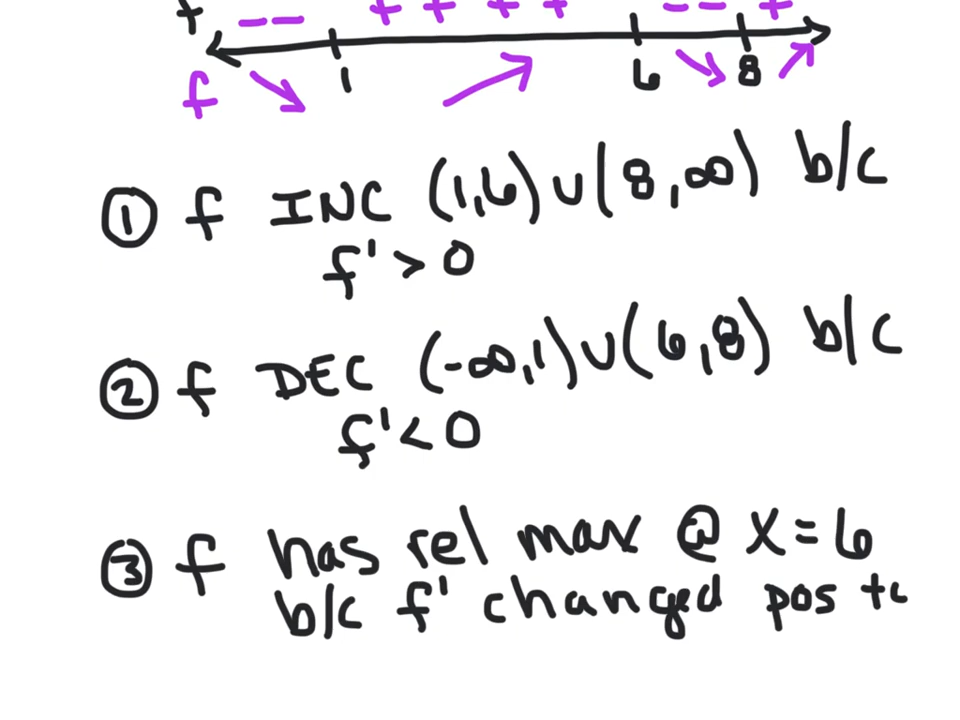 -- + + + + -- +
1 6 8
f
① f INC (1,6)∪(8,∞) b/c
f'>0
② f DEC (-∞,1)∪(6,8) b/c
f'<0
③ f has rel max @ x=6
b/c f' changed pos to